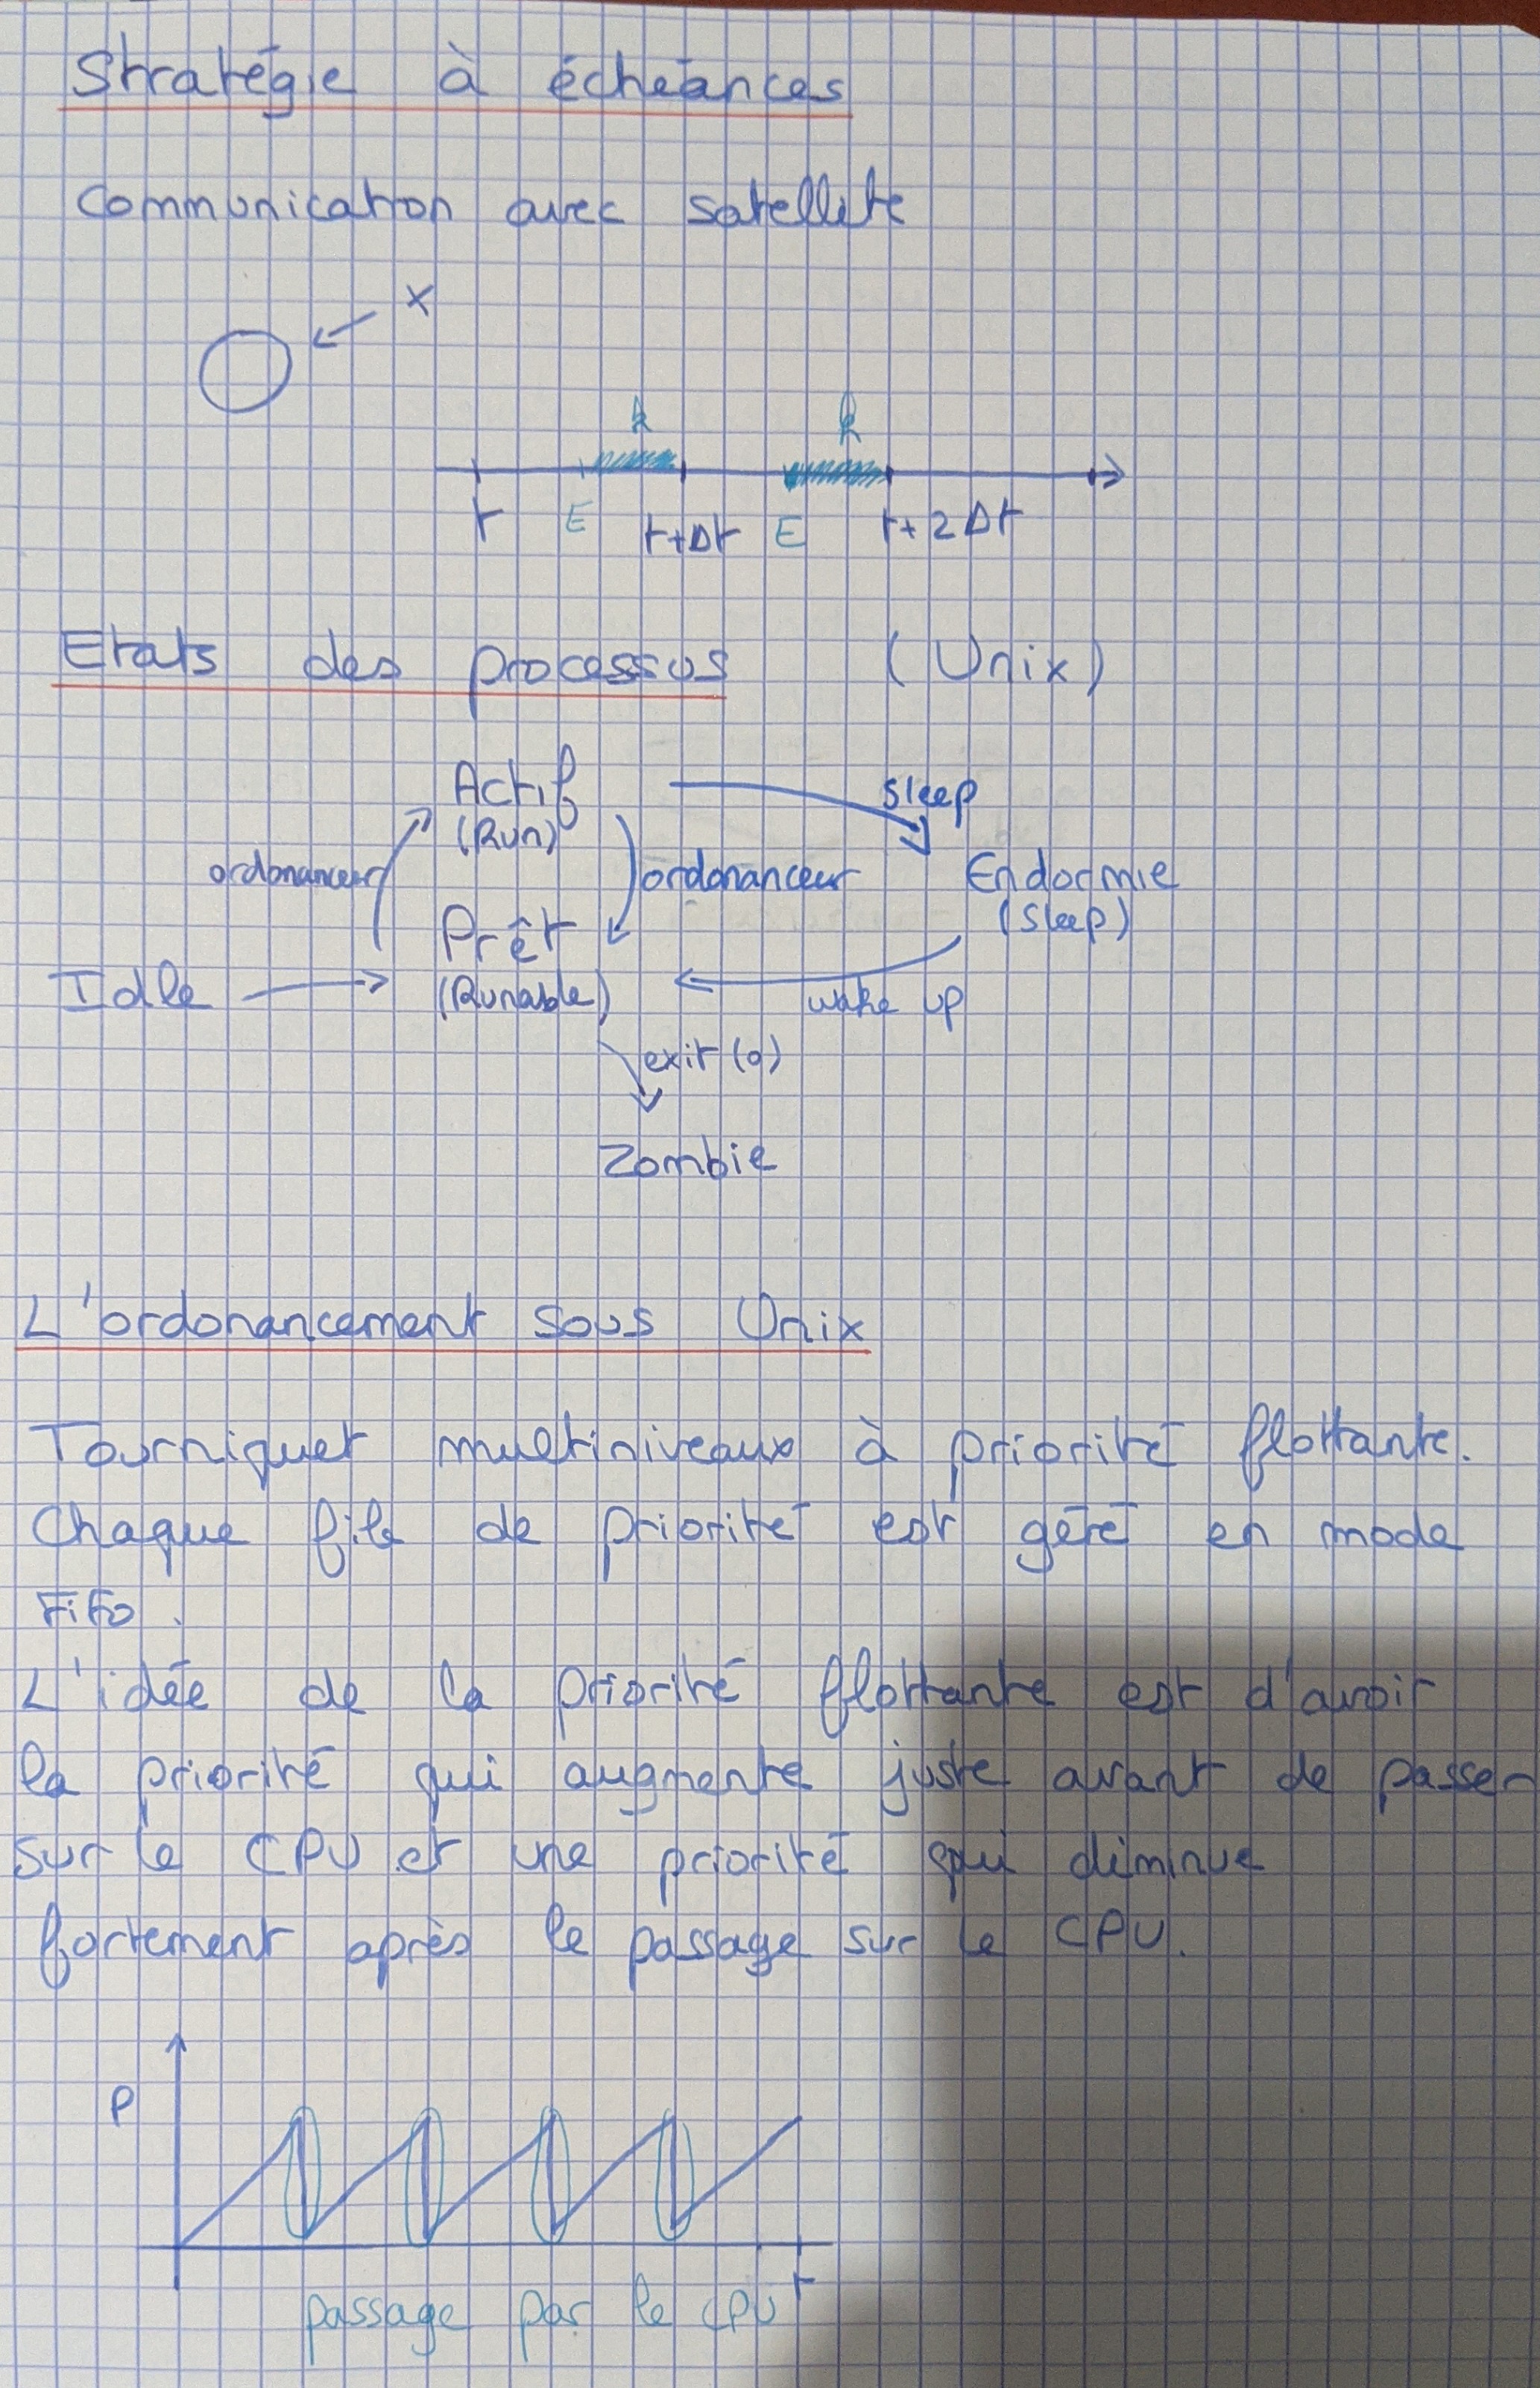 Stratégie à échéances
Communication avec satellite
x
k k
t E t+Δt E t+2Δt
Etats des processus (Unix)
Actif
(Run)
sleep
ordonanceur
ordonanceur
Endormie
(Sleep)
Prêt
Idle
(Runable)
wake up
exit (0)
Zombie
L'ordonancement sous Unix
Tourniquet multiniveaux à priorité flottante.
Chaque file de priorité est géré en mode
FiFo.
L'idée de la priorité flottante est d'avoir
la priorité qui augmente juste avant de passer
sur le CPU et une priorité qui diminue
fortement après le passage sur le CPU.
P
t
passage par le CPU